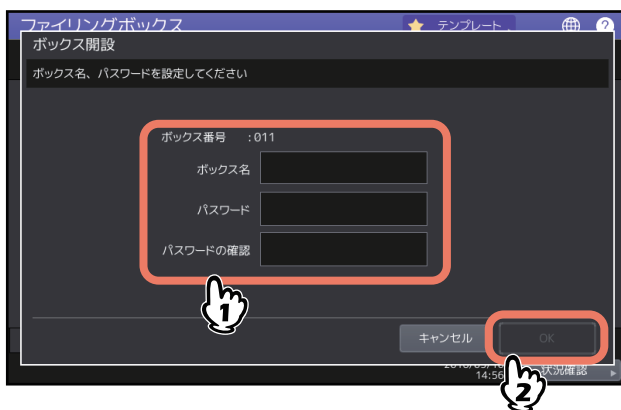 ファイリングボックス
テンプレート
?
ボックス開設
ボックス名、パスワードを設定してください
ボックス番号 :011
ボックス名
パスワード
パスワードの確認
1
キャンセル
OK
14:56
状況確認
2